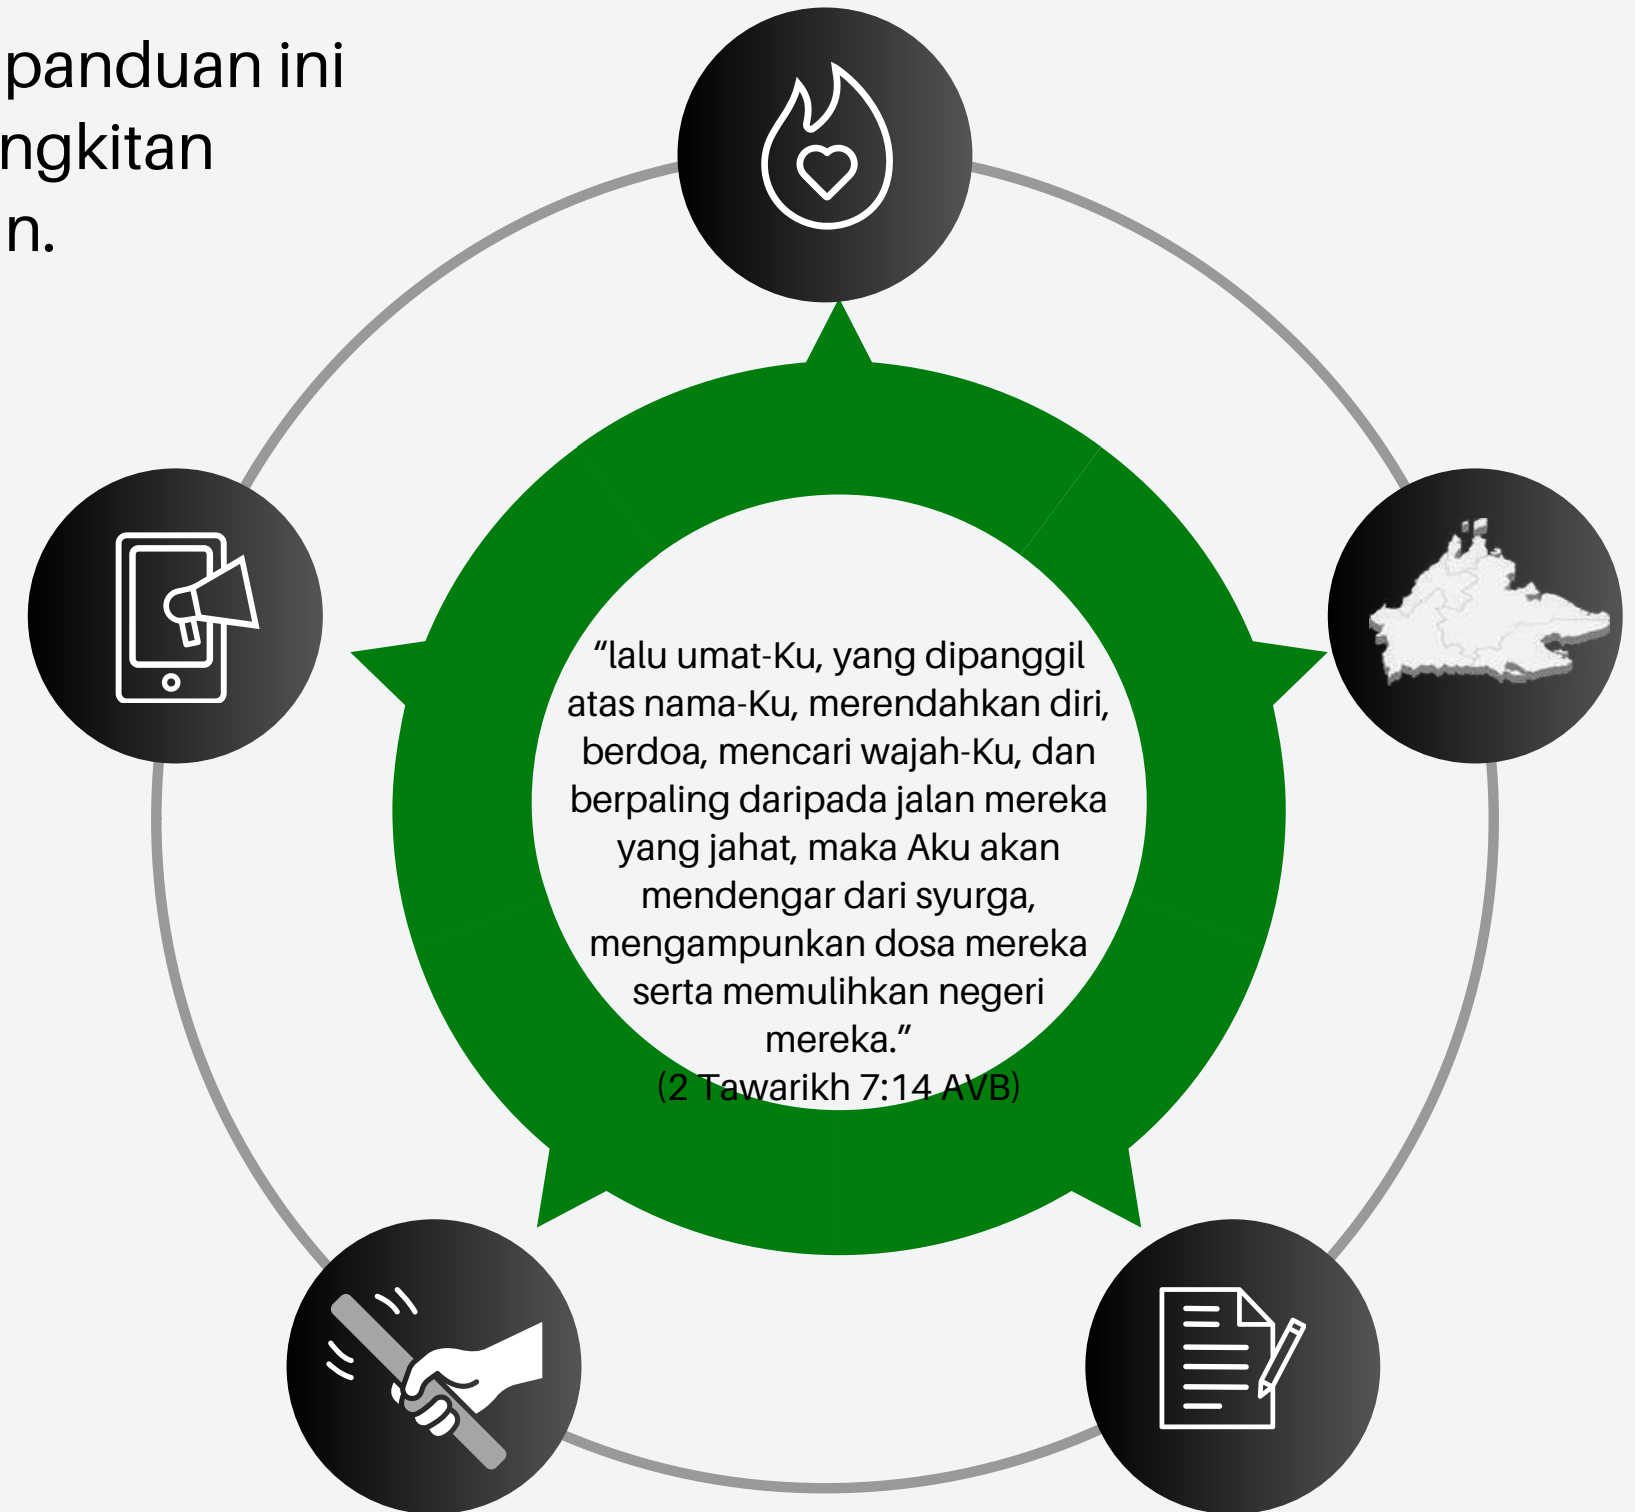 panduan ini
ngkitan
n.
“lalu umat-Ku, yang dipanggil
atas nama-Ku, merendahkan diri,
berdoa, mencari wajah-Ku, dan
berpaling daripada jalan mereka
yang jahat, maka Aku akan
mendengar dari syurga,
mengampunkan dosa mereka
serta memulihkan negeri
mereka.”
(2 Tawarikh 7:14 AVB)